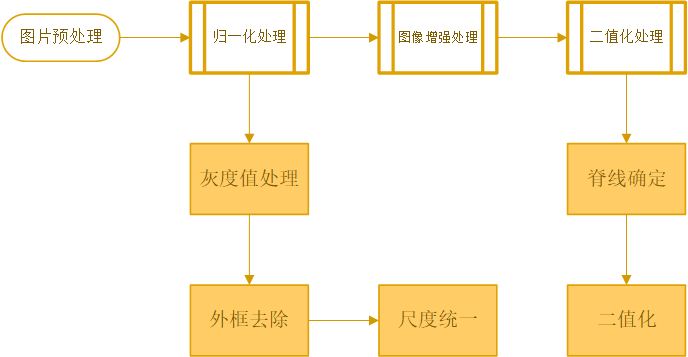 图片预处理
归一化处理
图像增强处理
二值化处理
灰度值处理
脊线确定
外框去除
尺度统一
二值化